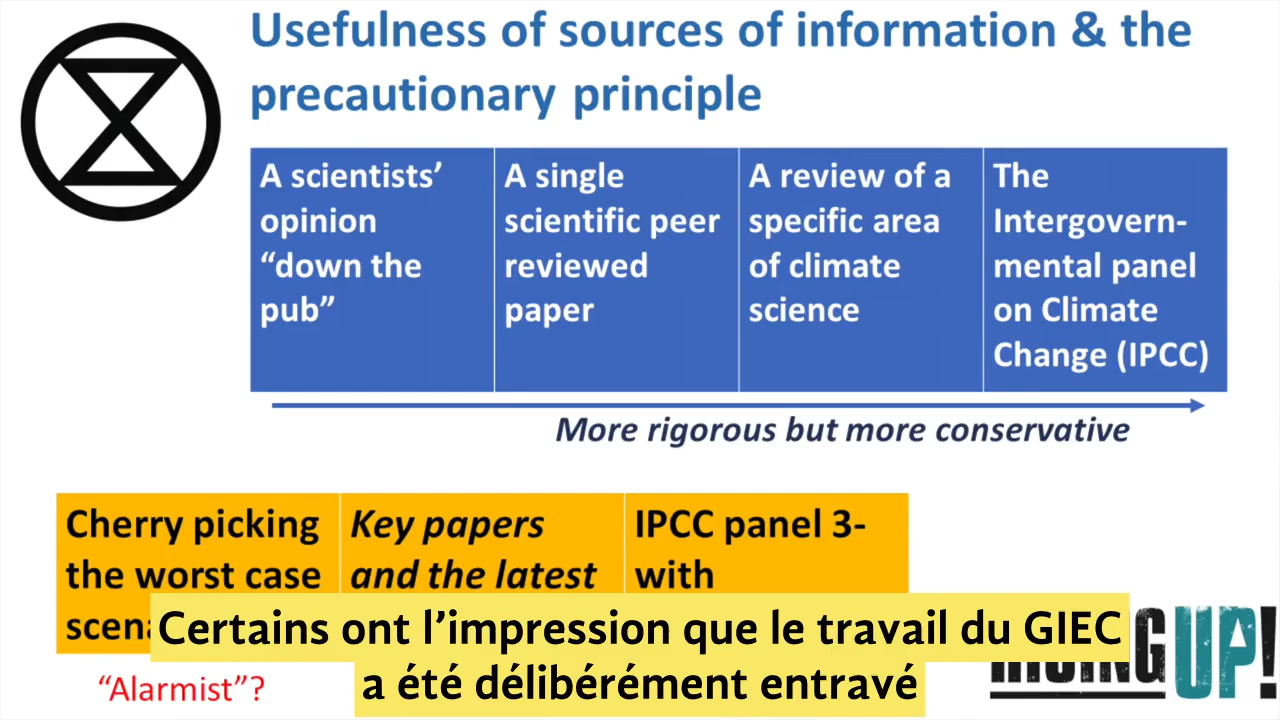 Usefulness of sources of information & the
precautionary principle
A scientists’
opinion
“down the
pub”
A single
scientific peer
reviewed
paper
A review of a
specific area
of climate
science
The
Intergovern-
mental panel
on Climate
Change (IPCC)
More rigorous but more conservative
Cherry picking
the worst case
Key papers
and the latest
IPCC panel 3-
with
Certains ont l’impression que le travail du GIEC
a été délibérément entravé
“Alarmist”?
UP!